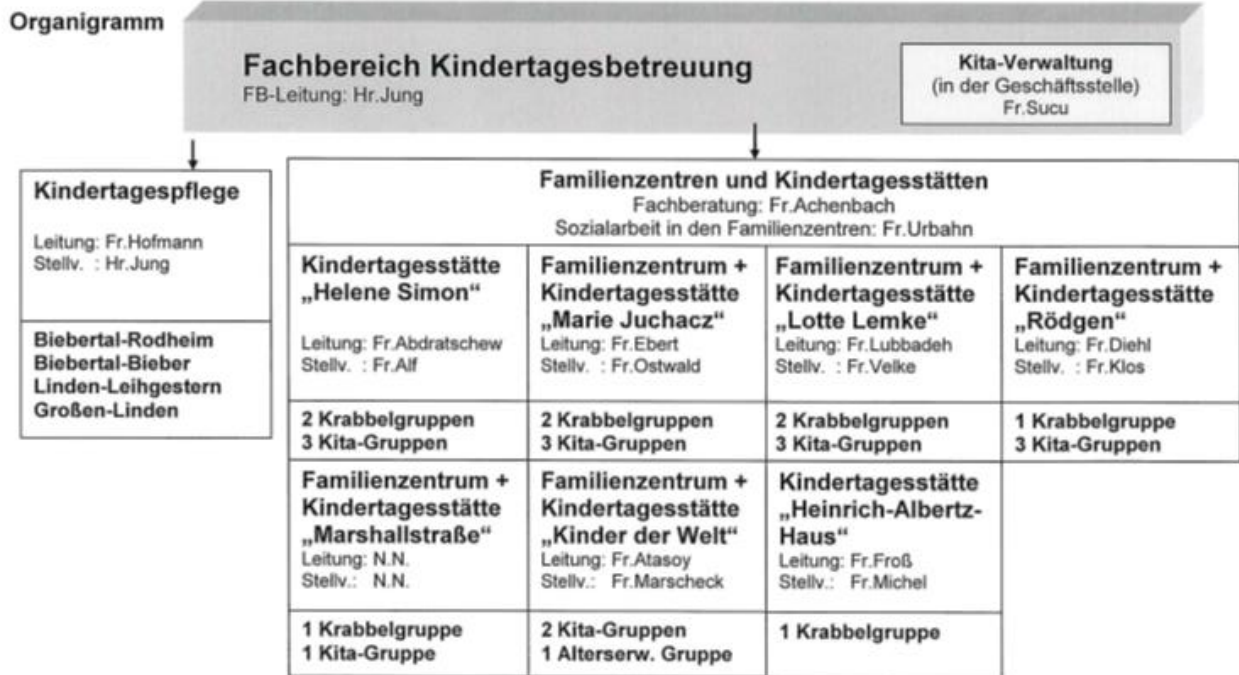 Organigramm
Fachbereich Kindertagesbetreuung
FB-Leitung: Hr.Jung
Kita-Verwaltung
(in der Geschäftsstelle)
Fr.Sucu
Kindertagespflege
Leitung: Fr.Hofmann
Stellv. : Hr.Jung
Biebertal-Rodheim
Biebertal-Bieber
Linden-Leihgestern
Großen-Linden
Familienzentren und Kindertagesstätten
Fachberatung: Fr.Achenbach
Sozialarbeit in den Familienzentren: Fr.Urbahn
Kindertagesstätte
„Helene Simon“
Leitung: Fr.Abdratschew
Stellv. : Fr.Alf
2 Krabbelgruppen
3 Kita-Gruppen
Familienzentrum +
Kindertagesstätte
„Marie Juchacz“
Leitung: Fr.Ebert
Stellv. : Fr.Ostwald
2 Krabbelgruppen
3 Kita-Gruppen
Familienzentrum +
Kindertagesstätte
„Lotte Lemke“
Leitung: Fr.Lubbadeh
Stellv. : Fr.Velke
2 Krabbelgruppen
3 Kita-Gruppen
Familienzentrum +
Kindertagesstätte
„Rödgen“
Leitung: Fr.Diehl
Stellv. : Fr.Klos
1 Krabbelgruppe
3 Kita-Gruppen
Familienzentrum +
Kindertagesstätte
„Marshallstraße“
Leitung: N.N.
Stellv.: N.N.
1 Krabbelgruppe
1 Kita-Gruppe
Familienzentrum +
Kindertagesstätte
„Kinder der Welt“
Leitung: Fr.Atasoy
Stellv.: Fr.Marscheck
2 Kita-Gruppen
1 Alterserw. Gruppe
Kindertagesstätte
„Heinrich-Albertz-
Haus“
Leitung: Fr.Froß
Stellv.: Fr.Michel
1 Krabbelgruppe